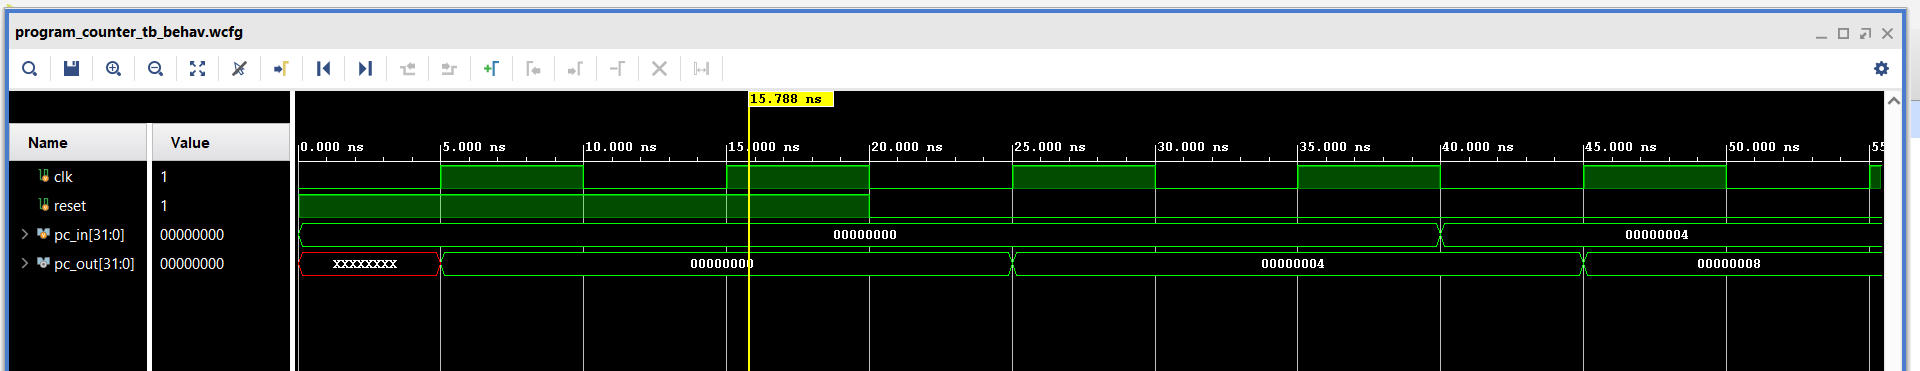 program_counter_tb_behav.wcfg
15.788 ns
Name Value
0.000 ns 5.000 ns 10.000 ns 15.000 ns 20.000 ns 25.000 ns 30.000 ns 35.000 ns 40.000 ns 45.000 ns 50.000 ns 55
clk 1
reset 1
pc_in[31:0] 00000000 00000000 00000004
pc_out[31:0] 00000000 XXXXXXXX 00000000 00000004 00000008